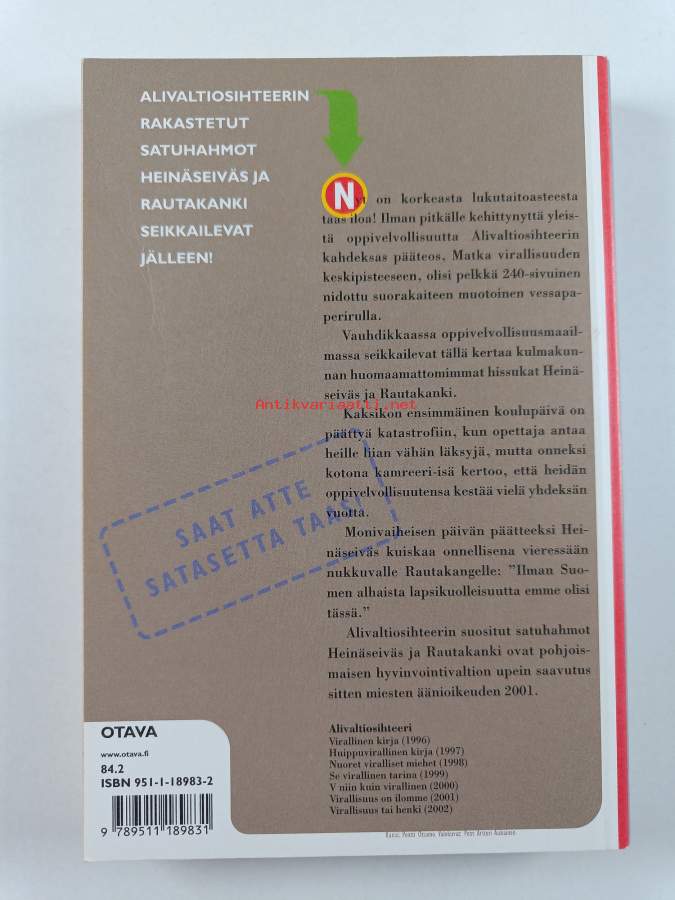 ALIVALTIOSIHTEERIN
RAKASTETUT
SATUHAHMOT
HEINÄSEIVÄS JA
RAUTAKANKI
SEIKKAILEVAT
JÄLLEEN!
Nyt on korkeasta lukutaitoasteesta
taas iloa! Ilman pitkälle kehittynyttä yleis-
tä oppivelvollisuutta Alivaltiosihteerin
kahdeksas pääteos, Matka virallisuuden
keskipisteeseen, olisi pelkkä 240-sivuinen
nidottu suorakaiteen muotoinen vessapa-
perirulla.
Vauhdikkaassa oppivelvollisuusmaail-
massa seikkailevat tällä kertaa kulmakun-
nan huomaamattomimmat hissukat Heinä-
seiväs ja Rautakanki.
Antikvariaatti.net
Kaksikon ensimmäinen koulupäivä on
päättyä katastrofiin, kun opettaja antaa
heille liian vähän läksyjä, mutta onneksi
kotona kamreeri-isä kertoo, että heidän
oppivelvollisuutensa kestää vielä yhdeksän
vuotta.
Monivaiheisen päivän päätteeksi Hei-
näseiväs kuiskaa onnellisena vieressään
nukkuvalle Rautakangelle: ”Ilman Suo-
men alhaista lapsikuolleisuutta emme olisi
tässä.”
Alivaltiosihteerin suositut satuhahmot
Heinäseiväs ja Rautakanki ovat pohjois-
maisen hyvinvointivaltion upein saavutus
sitten miesten äänioikeuden 2001.
SAAT ATTE
SATASETTA TAAS!
Alivaltiosihteeri
Virallinen kirja (1996)
Huippuvirallinen kirja (1997)
Nuoret viralliset miehet (1998)
Se virallinen tarina (1999)
V niin kuin virallinen (2000)
Virallisuus on ilomme (2001)
Virallisuus tai henki (2002)
OTAVA
www.otava.fi
84.2
ISBN 951-1-18983-2
9 789511 189831